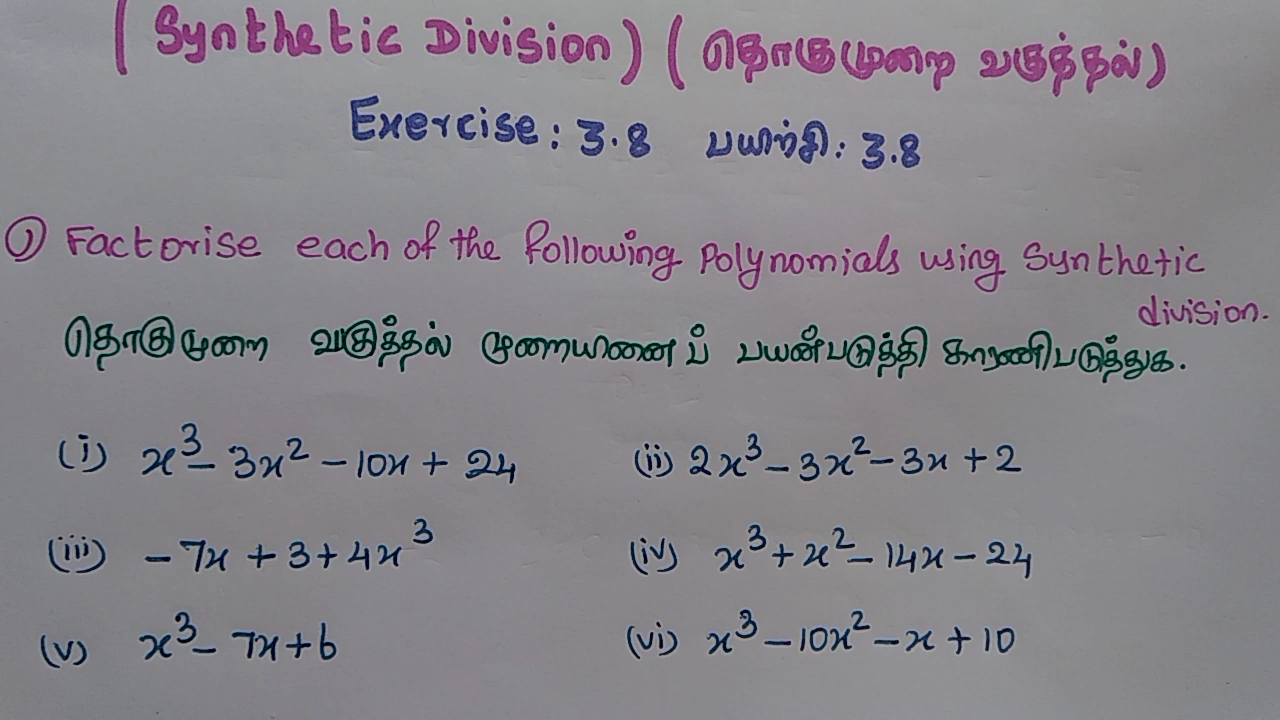 (Synthetic Division) (தொகுமுறை வகுத்தல்)
Exercise: 3.8 பயிற்சி: 3.8
① Factorise each of the following Polynomials using Synthetic division.
தொகுமுறை வகுத்தல் முறையினைப் பயன்படுத்தி காரணிபடுத்துக.
(i) x³ - 3x² - 10x + 24 (ii) 2x³ - 3x² - 3x + 2
(iii) - 7x + 3 + 4x³ (iv) x³ + x² - 14x - 24
(v) x³ - 7x + 6 (vi) x³ - 10x² - x + 10